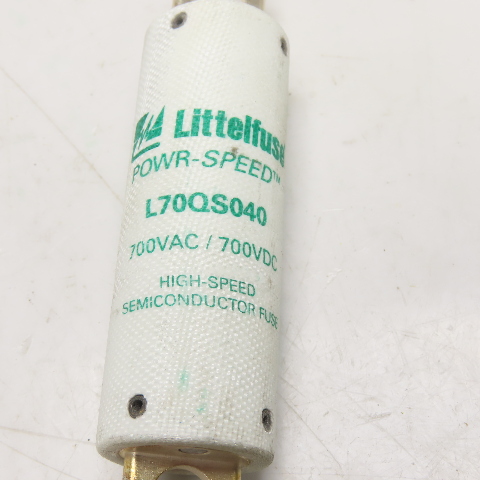 Littelfuse
POWR-SPEED™
L70QS040
700VAC / 700VDC
HIGH-SPEED
SEMICONDUCTOR FUSE